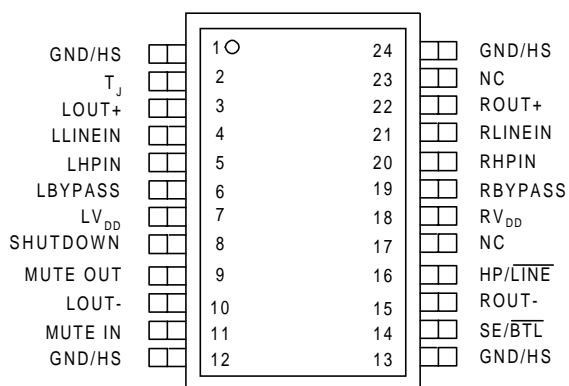 GND/HS 1 24 GND/HS
TJ 2 23 NC
LOUT+ 3 22 ROUT+
LLINEIN 4 21 RLINEIN
LHPIN 5 20 RHPIN
LBYPASS 6 19 RBYPASS
LVDD 7 18 RVDD
SHUTDOWN 8 17 NC
MUTE OUT 9 16 HP/LINE
LOUT- 10 15 ROUT-
MUTE IN 11 14 SE/BTL
GND/HS 12 13 GND/HS